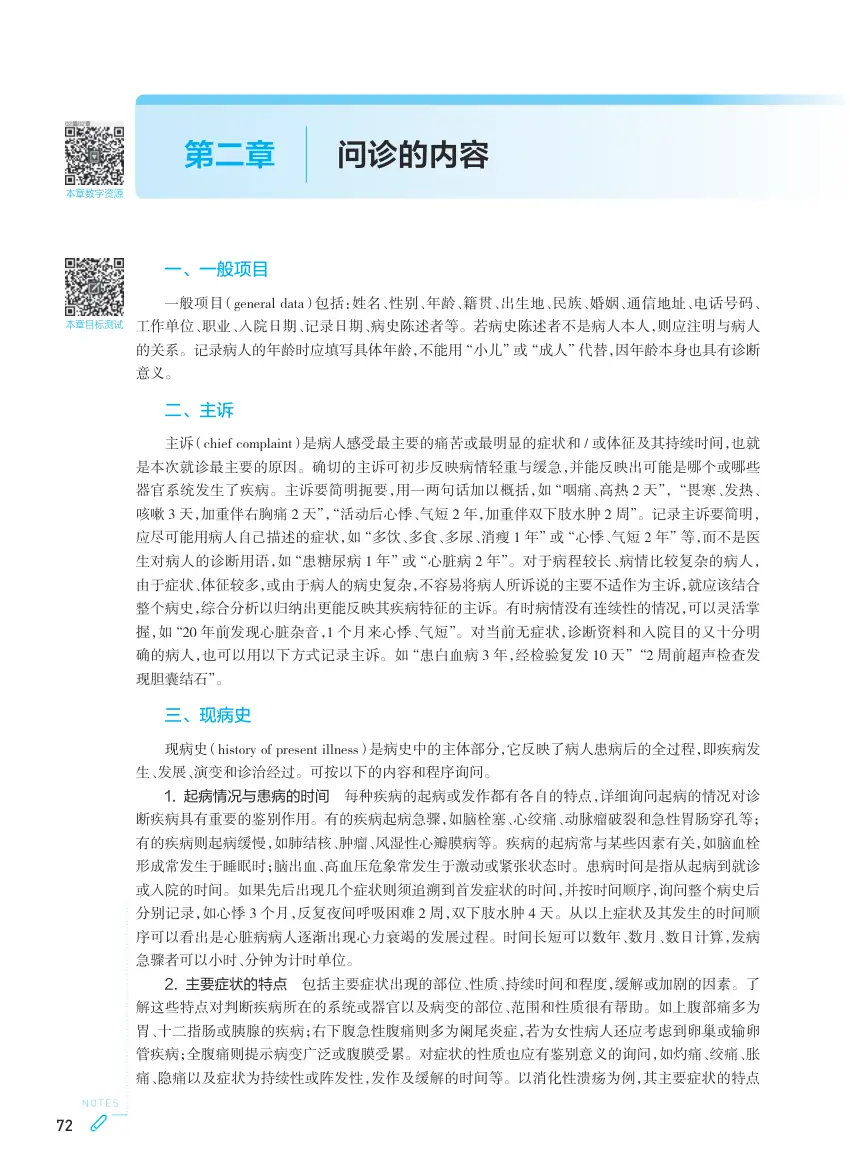 第二章 问诊的内容
本章数字资源
本章目标测试
一、一般项目
一般项目（general data）包括：姓名、性别、年龄、籍贯、出生地、民族、婚姻、通信地址、电话号码、
工作单位、职业、入院日期、记录日期、病史陈述者等。若病史陈述者不是病人本人，则应注明与病人
的关系。记录病人的年龄时应填写具体年龄，不能用“小儿”或“成人”代替，因年龄本身也具有诊断
意义。
二、主诉
主诉（chief complaint）是病人感受最主要的痛苦或最明显的症状和/或体征及其持续时间，也就
是本次就诊最主要的原因。确切的主诉可初步反映病情轻重与缓急，并能反映出可能是哪个或哪些
器官系统发生了疾病。主诉要简明扼要，用一两句话加以概括，如“咽痛、高热 2 天”，“畏寒、发热、
咳嗽 3 天，加重伴右胸痛 2 天”，“活动后心悸、气短 2 年，加重伴双下肢水肿 2 周”。记录主诉要简明，
应尽可能用病人自己描述的症状，如“多饮、多食、多尿、消瘦 1 年”或“心悸、气短 2 年”等，而不是医
生对病人的诊断用语，如“患糖尿病 1 年”或“心脏病 2 年”。对于病程较长、病情比较复杂的病人，
由于症状、体征较多，或由于病人的病史复杂，不容易将病人所诉说的主要不适作为主诉，就应该结合
整个病史，综合分析以归纳出更能反映其疾病特征的主诉。有时病情没有连续性的情况，可以灵活掌
握，如“20 年前发现心脏杂音，1 个月来心悸、气短”。对当前无症状，诊断资料和入院目的又十分明
确的病人，也可以用以下方式记录主诉。如“患白血病 3 年，经检验复发 10 天”“2 周前超声检查发
现胆囊结石”。
三、现病史
现病史（history of present illness）是病史中的主体部分，它反映了病人患病后的全过程，即疾病发
生、发展、演变和诊治经过。可按以下的内容和程序询问。
1. 起病情况与患病的时间 每种疾病的起病或发作都有各自的特点，详细询问起病的情况对诊
断疾病具有重要的鉴别作用。有的疾病起病急骤，如脑栓塞、心绞痛、动脉瘤破裂和急性胃肠穿孔等；
有的疾病则起病缓慢，如肺结核、肿瘤、风湿性心瓣膜病等。疾病的起病常与某些因素有关，如脑血栓
形成常发生于睡眠时；脑出血、高血压危象常发生于激动或紧张状态时。患病时间是指从起病到就诊
或入院的时间。如果先后出现几个症状则须追溯到首发症状的时间，并按时间顺序，询问整个病史后
分别记录，如心悸 3 个月，反复夜间呼吸困难 2 周，双下肢水肿 4 天。从以上症状及其发生的时间顺
序可以看出是心脏病病人逐渐出现心力衰竭的发展过程。时间长短可以数年、数月、数日计算，发病
急骤者可以小时、分钟为计时单位。
2. 主要症状的特点 包括主要症状出现的部位、性质、持续时间和程度，缓解或加剧的因素。了
解这些特点对判断疾病所在的系统或器官以及病变的部位、范围和性质很有帮助。如上腹部痛多为
胃、十二指肠或胰腺的疾病；右下腹急性腹痛则多为阑尾炎症，若为女性病人还应考虑到卵巢或输卵
管疾病；全腹痛则提示病变广泛或腹膜受累。对症状的性质也应有鉴别意义的询问，如灼痛、绞痛、胀
痛、隐痛以及症状为持续性或阵发性，发作及缓解的时间等。以消化性溃疡为例，其主要症状的特点
NOTES
72